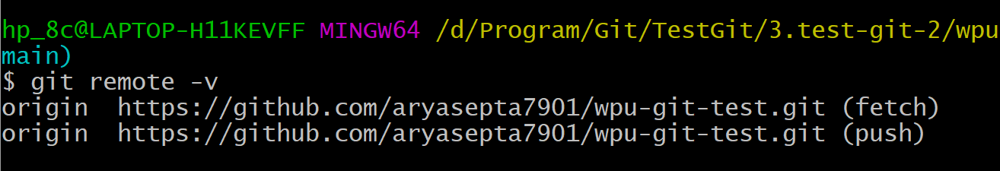 hp_8c@LAPTOP-H11KEVFF MINGW64 /d/Program/Git/TestGit/3.test-git-2/wpu
main)
$ git remote -v
origin  https://github.com/aryasepta7901/wpu-git-test.git (fetch)
origin  https://github.com/aryasepta7901/wpu-git-test.git (push)